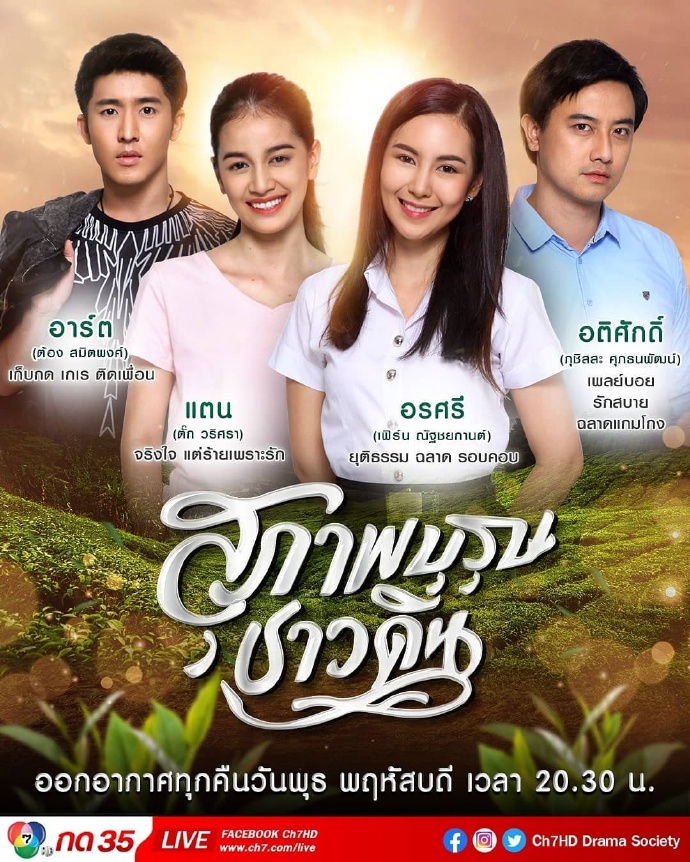 อาร์ต
(ต้อง สมิตพงศ์)
เก็บกด เกเร ติดเพื่อน
แตน
(ตั๊ก วริศรา)
จริงใจ แต่ร้ายเพราะรัก
อรศรี
(เฟิร์น ณัฐชยกานต์)
ยุติธรรม ฉลาด รอบคอบ
อติศักดิ์
(กุชิสสะ ศุภธนพัฒน์)
เพลย์บอย
รักสบาย
ฉลาดแกมโกง
สุภาพบุรุษ
ชาวดิน
ออกอากาศทุกคืนวันพุธ พฤหัสบดี เวลา 20.30 น.
7 HD กด 35 LIVE FACEBOOK Ch7HD
www.ch7.com/live
Ch7HD Drama Society